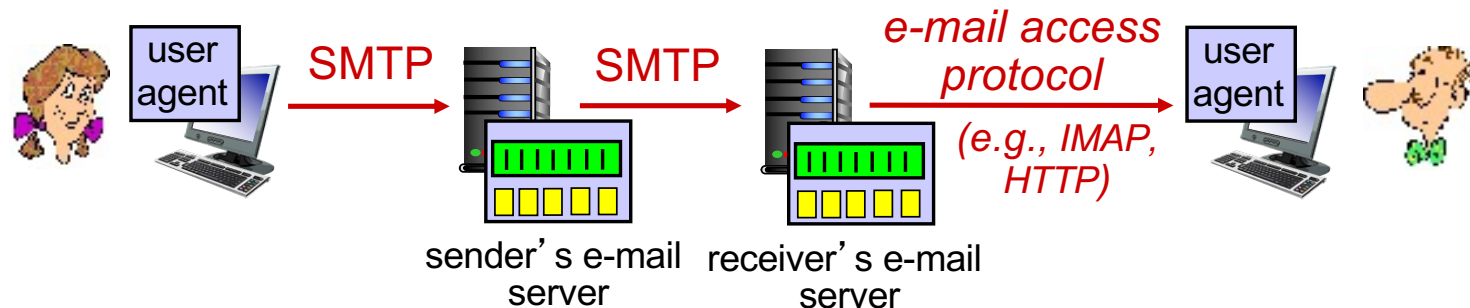 user
agent
SMTP
SMTP
e-mail access
protocol
(e.g., IMAP,
HTTP)
user
agent
sender’s e-mail
server
receiver’s e-mail
server